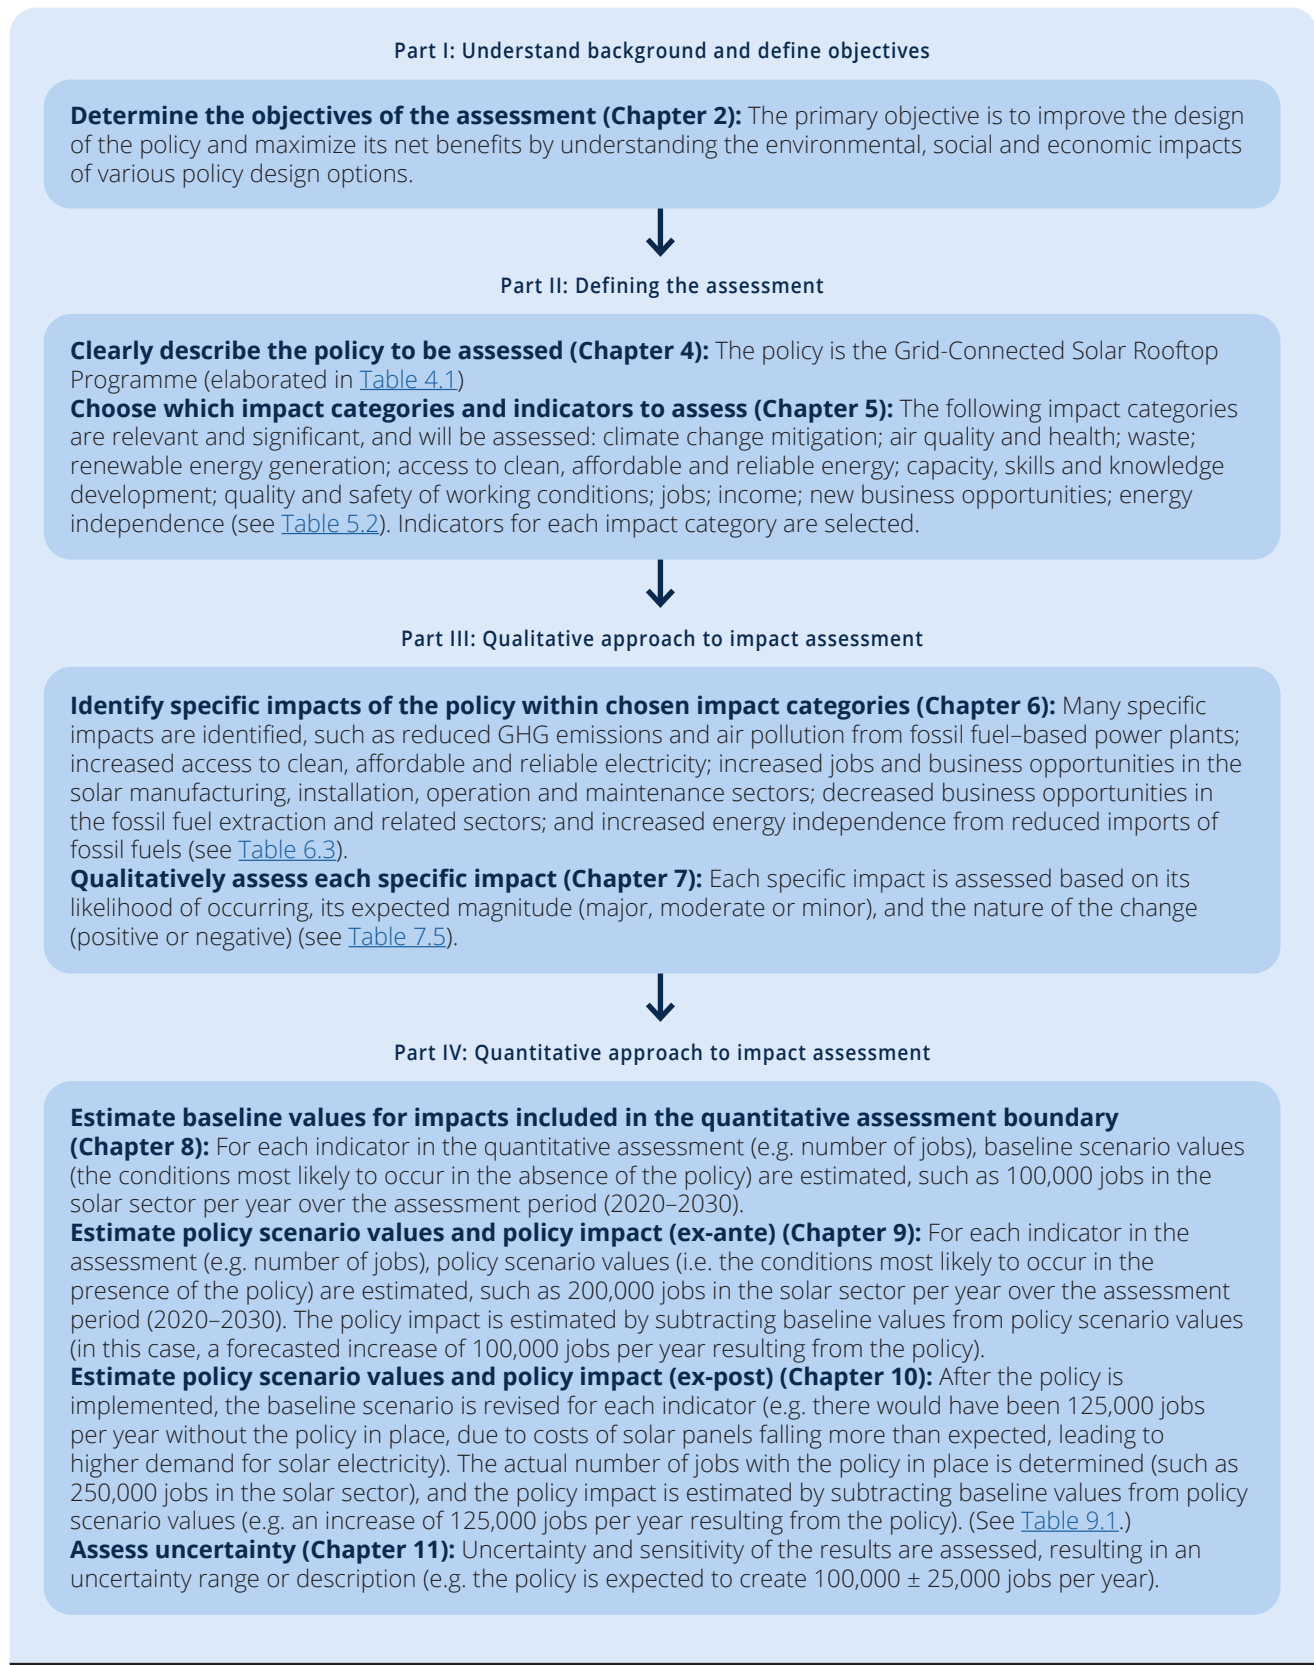 Part I: Understand background and define objectives
Determine the objectives of the assessment (Chapter 2): The primary objective is to improve the design
of the policy and maximize its net benefits by understanding the environmental, social and economic impacts
of various policy design options.
Part II: Defining the assessment
Clearly describe the policy to be assessed (Chapter 4): The policy is the Grid-Connected Solar Rooftop
Programme (elaborated in Table 4.1)
Choose which impact categories and indicators to assess (Chapter 5): The following impact categories
are relevant and significant, and will be assessed: climate change mitigation; air quality and health; waste;
renewable energy generation; access to clean, affordable and reliable energy; capacity, skills and knowledge
development; quality and safety of working conditions; jobs; income; new business opportunities; energy
independence (see Table 5.2). Indicators for each impact category are selected.
Part III: Qualitative approach to impact assessment
Identify specific impacts of the policy within chosen impact categories (Chapter 6): Many specific
impacts are identified, such as reduced GHG emissions and air pollution from fossil fuel–based power plants;
increased access to clean, affordable and reliable electricity; increased jobs and business opportunities in the
solar manufacturing, installation, operation and maintenance sectors; decreased business opportunities in
the fossil fuel extraction and related sectors; and increased energy independence from reduced imports of
fossil fuels (see Table 6.3).
Qualitatively assess each specific impact (Chapter 7): Each specific impact is assessed based on its
likelihood of occurring, its expected magnitude (major, moderate or minor), and the nature of the change
(positive or negative) (see Table 7.5).
Part IV: Quantitative approach to impact assessment
Estimate baseline values for impacts included in the quantitative assessment boundary
(Chapter 8): For each indicator in the quantitative assessment (e.g. number of jobs), baseline scenario values
(the conditions most likely to occur in the absence of the policy) are estimated, such as 100,000 jobs in the
solar sector per year over the assessment period (2020–2030).
Estimate policy scenario values and policy impact (ex-ante) (Chapter 9): For each indicator in the
assessment (e.g. number of jobs), policy scenario values (i.e. the conditions most likely to occur in the
presence of the policy) are estimated, such as 200,000 jobs in the solar sector per year over the assessment
period (2020–2030). The policy impact is estimated by subtracting baseline values from policy scenario values
(in this case, a forecasted increase of 100,000 jobs per year resulting from the policy).
Estimate policy scenario values and policy impact (ex-post) (Chapter 10): After the policy is
implemented, the baseline scenario is revised for each indicator (e.g. there would have been 125,000 jobs
per year without the policy in place, due to costs of solar panels falling more than expected, leading to
higher demand for solar electricity). The actual number of jobs with the policy in place is determined (such as
250,000 jobs in the solar sector), and the policy impact is estimated by subtracting baseline values from policy
scenario values (e.g. an increase of 125,000 jobs per year resulting from the policy). (See Table 9.1.)
Assess uncertainty (Chapter 11): Uncertainty and sensitivity of the results are assessed, resulting in an
uncertainty range or description (e.g. the policy is expected to create 100,000 ± 25,000 jobs per year).